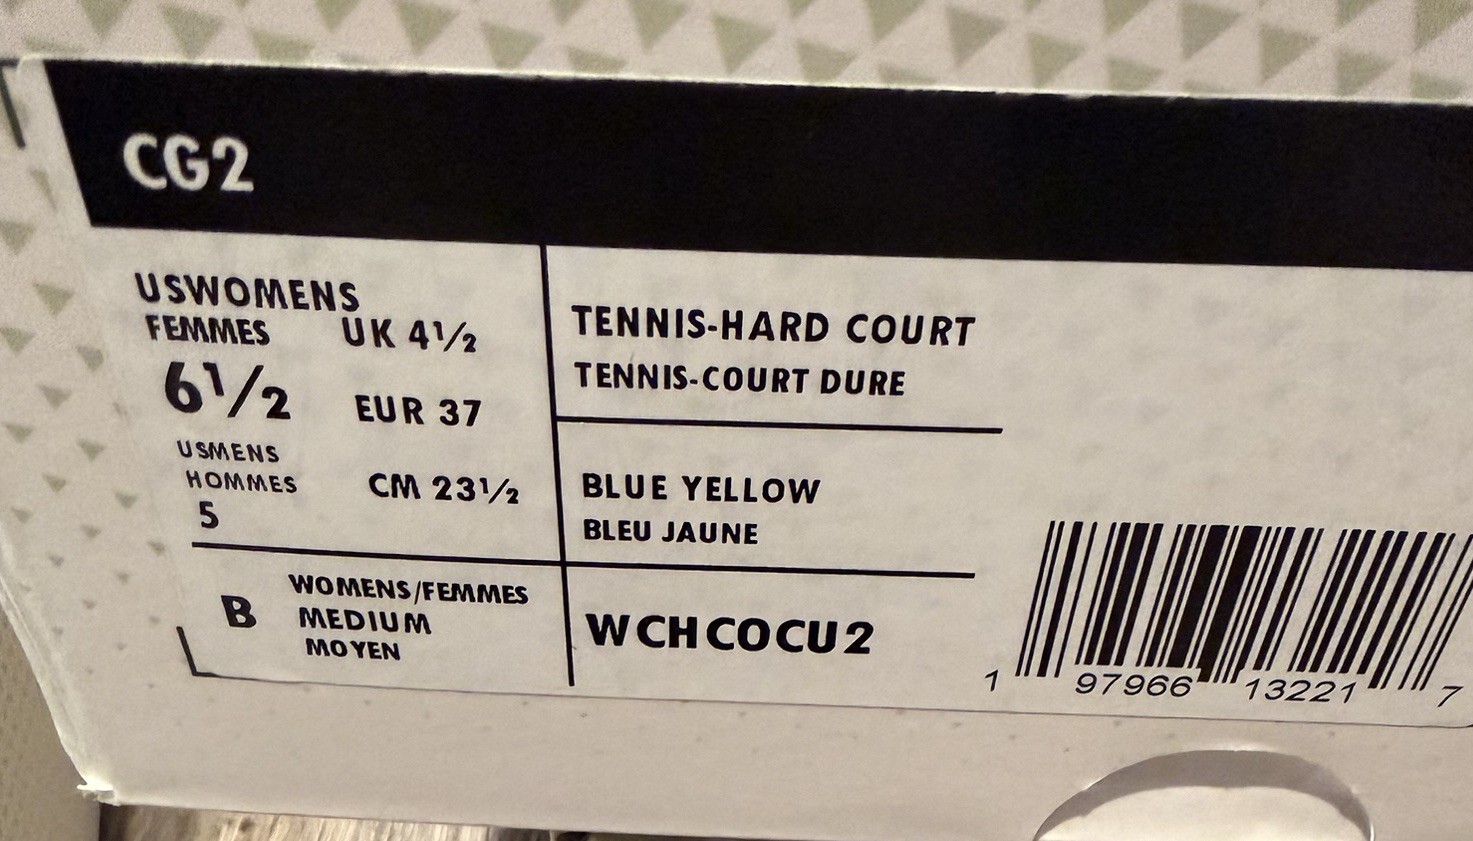 CG2
USWOMENS
FEMMES
6½
UK 4½
EUR 37
CM 23½
USMENS
HOMMES
5
B
WOMENS/FEMMES
MEDIUM
MOYEN
TENNIS-HARD COURT
TENNIS-COURT DURE
BLUE YELLOW
BLEU JAUNE
WCHCOCU2
1 97966 13221 7